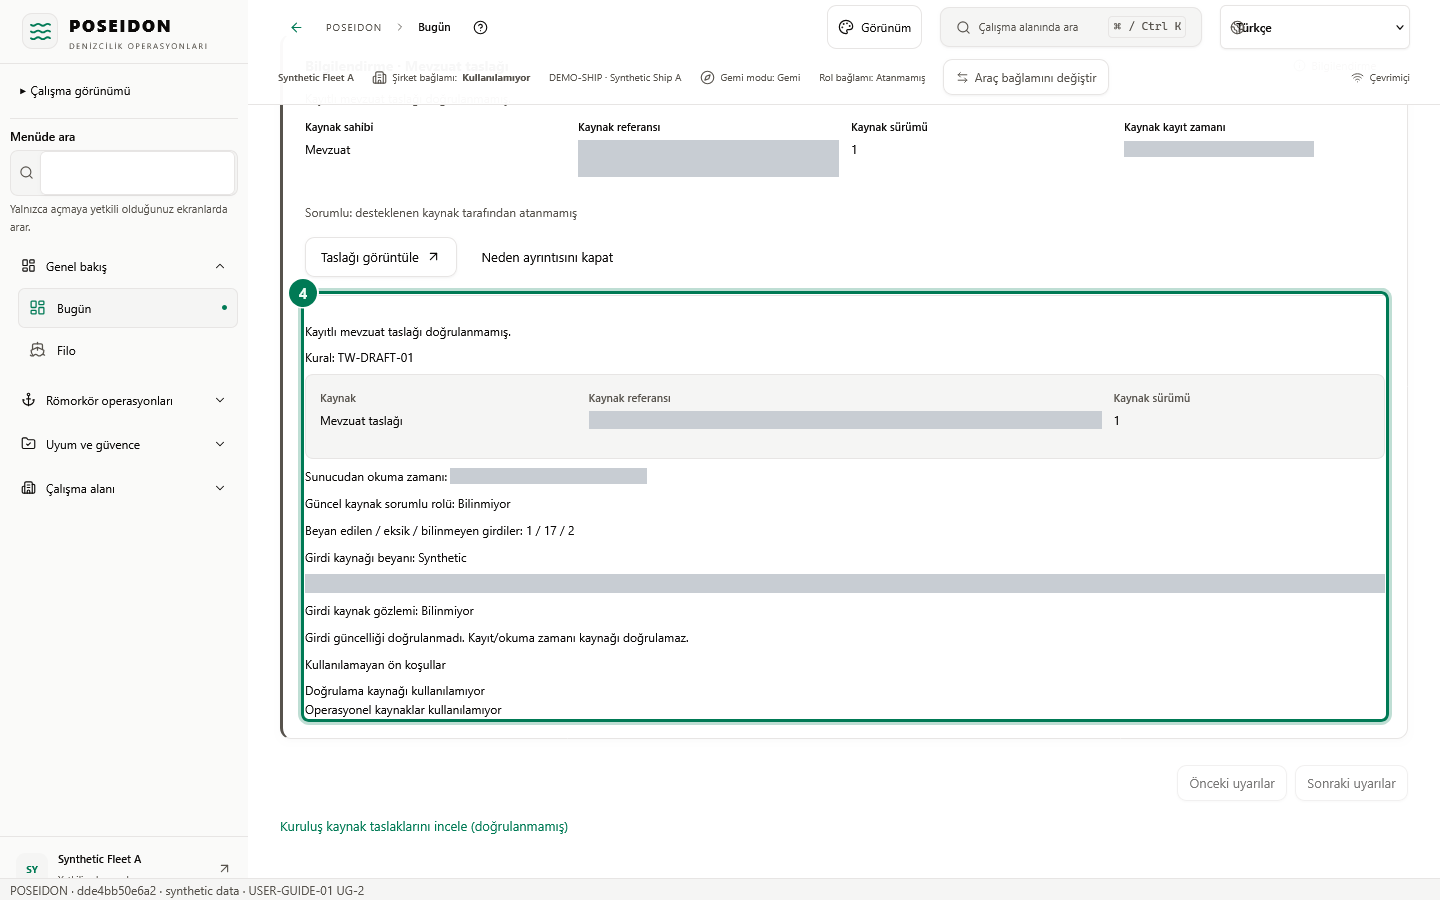 POSEIDON
DENİZCİLİK OPERASYONLARI
Çalışma görünümü
Menüde ara
Yalnızca açmaya yetkili olduğunuz ekranlarda
arar.
Genel bakış
Bugün
Filo
Römorkör operasyonları
Uyum ve güvence
Çalışma alanı
SY
Synthetic Fleet A
POSEIDON
Bugün
Görünüm
Çalışma alanında ara
⌘ / Ctrl K
Türkçe
Synthetic Fleet A
Şirket bağlamı: Kullanılamıyor
DEMO-SHIP · Synthetic Ship A
Gemi modu: Gemi
Rol bağlamı: Atanmamış
Araç bağlamını değiştir
Çevrimiçi
Kaynak sahibi
Mevzuat
Kaynak referansı
Kaynak sürümü
1
Kaynak kayıt zamanı
Sorumlu: desteklenen kaynak tarafından atanmamış
Taslağı görüntüle
Neden ayrıntısını kapat
4
Kayıtlı mevzuat taslağı doğrulanmamış.
Kural: TW-DRAFT-01
Kaynak
Mevzuat taslağı
Kaynak referansı
Kaynak sürümü
1
Sunucudan okuma zamanı:
Güncel kaynak sorumlu rolü: Bilinmiyor
Beyan edilen / eksik / bilinmeyen girdiler: 1 / 17 / 2
Girdi kaynağı beyanı: Synthetic
Girdi kaynak gözlemi: Bilinmiyor
Girdi güncelliği doğrulanmadı. Kayıt/okuma zamanı kaynağı doğrulamaz.
Kullanılamayan ön koşullar
Doğrulama kaynağı kullanılamıyor
Operasyonel kaynaklar kullanılamıyor
Önceki uyarılar
Sonraki uyarılar
Kuruluş kaynak taslaklarını incele (doğrulanmamış)
POSEIDON · dde4bb50e6a2 · synthetic data · USER-GUIDE-01 UG-2